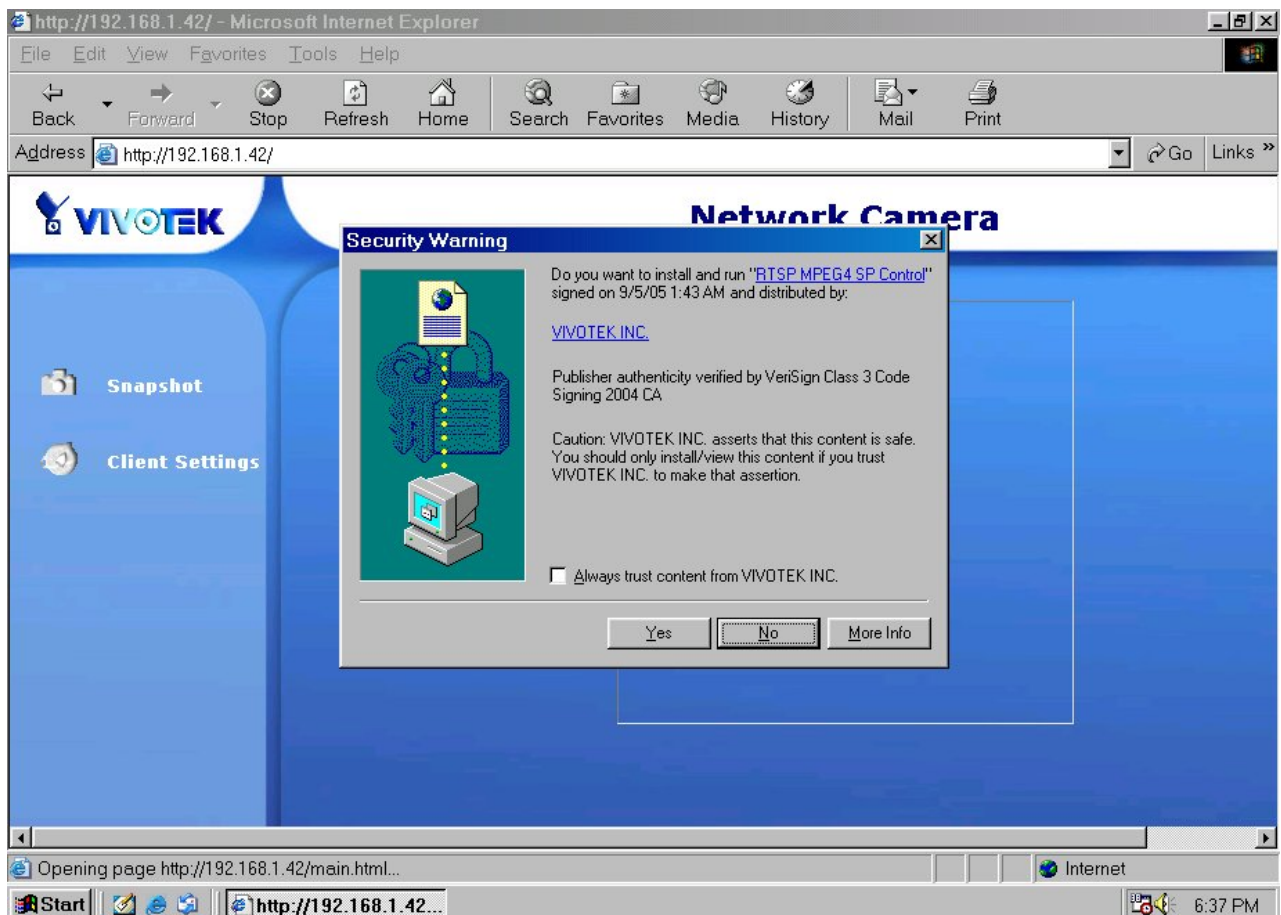 http://192.168.1.42/ - Microsoft Internet Explorer
File Edit View Favorites Tools Help
Back Forward Stop Refresh Home Search Favorites Media History Mail Print
Address http://192.168.1.42/ Go Links »
VIVOTEK
Network Camera
Snapshot
Client Settings
Security Warning
Do you want to install and run "RTSP MPEG4 SP Control"
signed on 9/5/05 1:43 AM and distributed by:
VIVOTEK INC.
Publisher authenticity verified by VeriSign Class 3 Code
Signing 2004 CA
Caution: VIVOTEK INC. asserts that this content is safe.
You should only install/view this content if you trust
VIVOTEK INC. to make that assertion.
Always trust content from VIVOTEK INC.
Yes No More Info
Opening page http://192.168.1.42/main.html... Internet
Start http://192.168.1.42... 6:37 PM